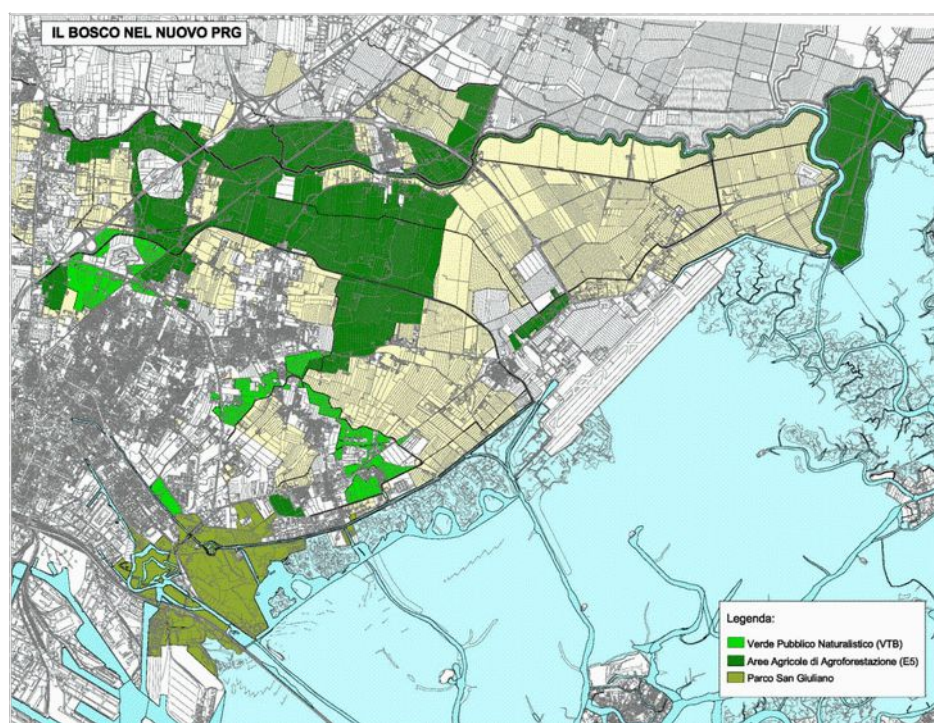 IL BOSCO NEL NUOVO PRG
Legenda:
Verde Pubblico Naturalistico (VTB)
Aree Agricole di Agroforestazione (E5)
Parco San Giuliano